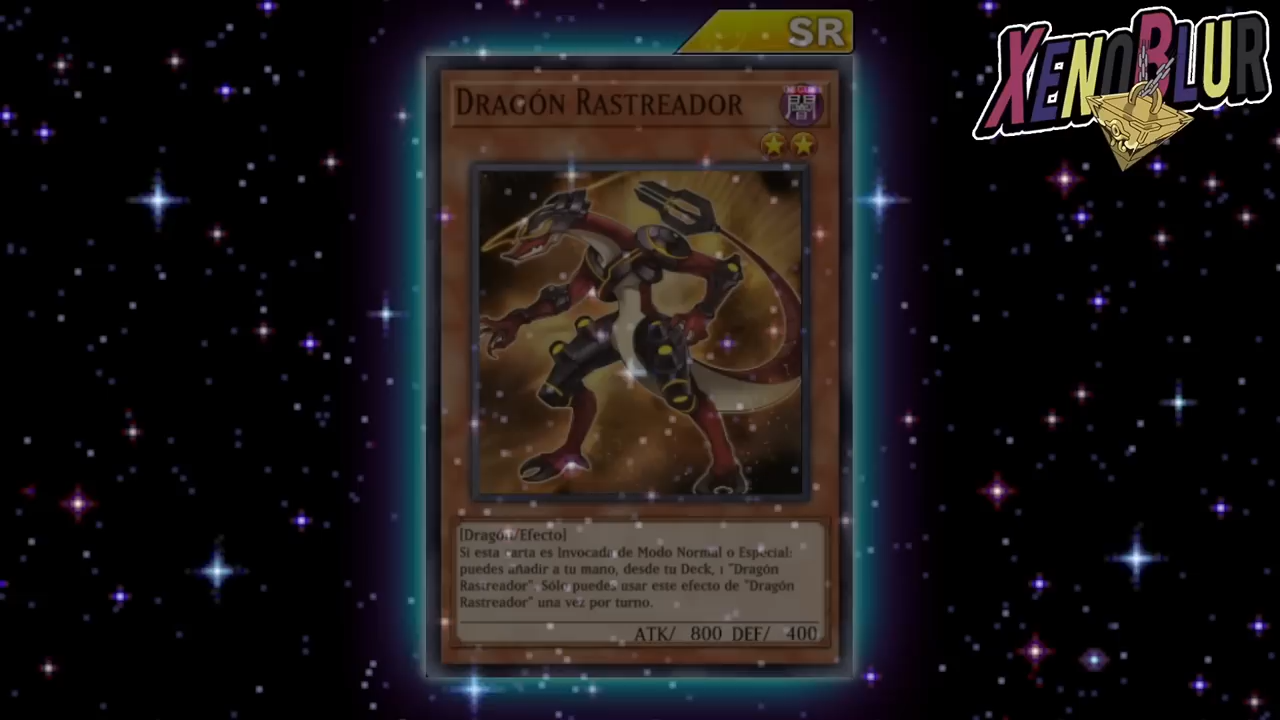 SR
XENOBLUR
DRAGÓN RASTREADOR
闇
[Dragón/Efecto]
Si esta carta es Invocada de Modo Normal o Especial:
puedes añadir a tu mano, desde tu Deck, 1 "Dragón
Rastreador". Sólo puedes usar este efecto de "Dragón
Rastreador" una vez por turno.
ATK/ 800 DEF/ 400